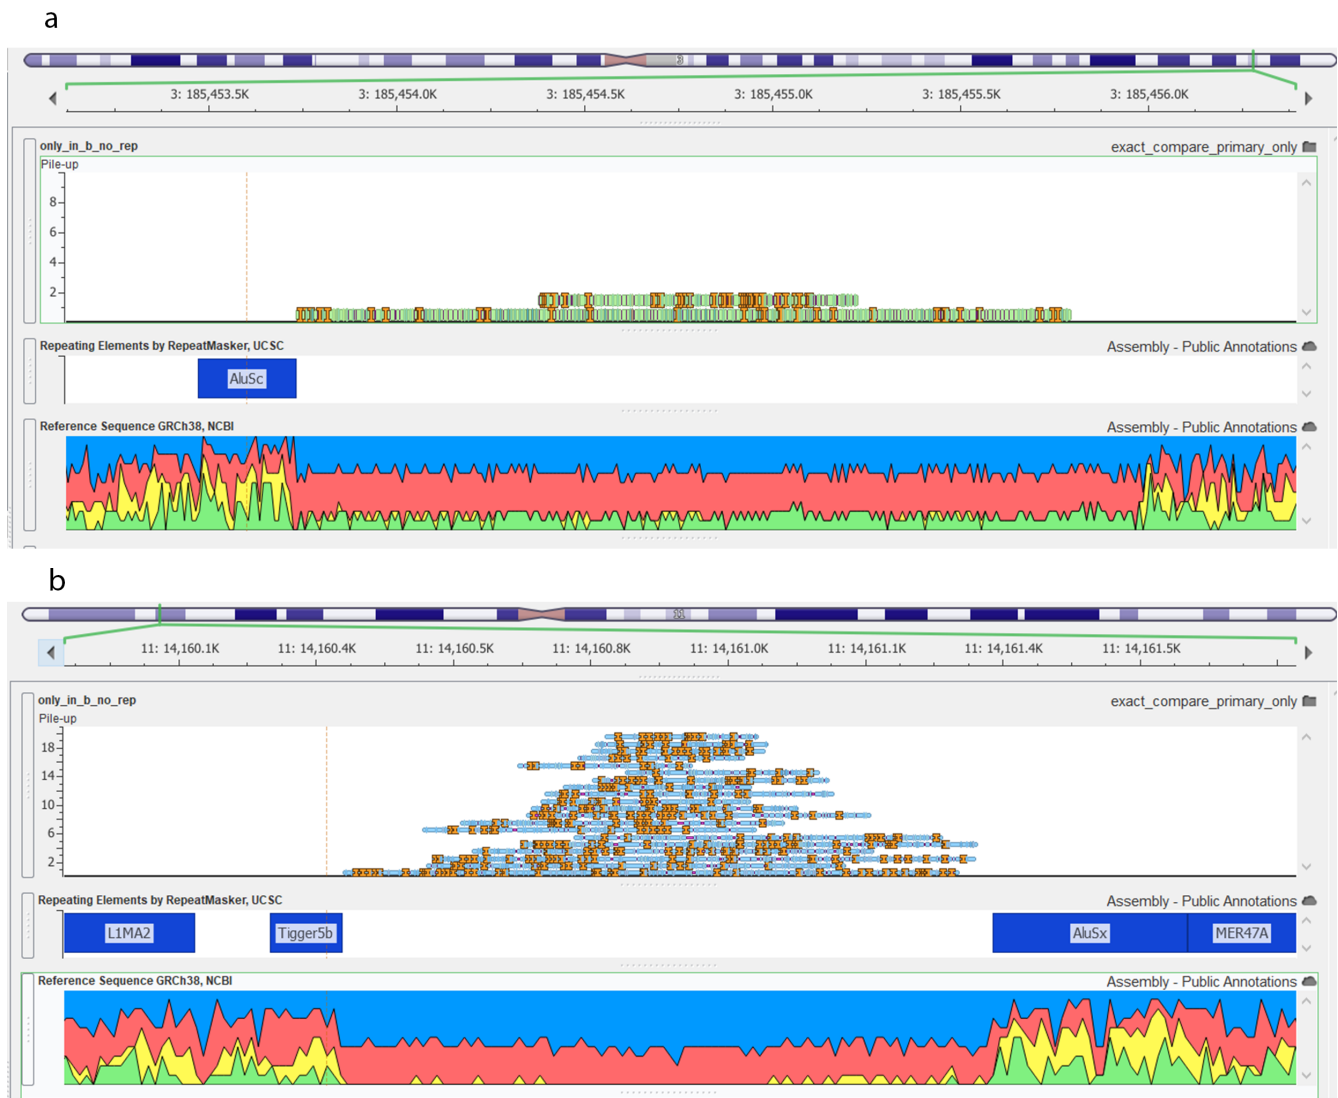 a
3
3: 185,453.5K 3: 185,454.0K 3: 185,454.5K 3: 185,455.0K 3: 185,455.5K 3: 185,456.0K
only_in_b_no_rep exact_compare_primary_only
Pile-up
8
6
4
2
Repeating Elements by RepeatMasker, UCSC Assembly - Public Annotations
AluSc
Reference Sequence GRCh38, NCBI Assembly - Public Annotations
b
11
11: 14,160.1K 11: 14,160.4K 11: 14,160.5K 11: 14,160.8K 11: 14,161.0K 11: 14,161.1K 11: 14,161.4K 11: 14,161.5K
only_in_b_no_rep exact_compare_primary_only
Pile-up
18
14
10
6
2
Repeating Elements by RepeatMasker, UCSC Assembly - Public Annotations
L1MA2 Tigger5b AluSx MER47A
Reference Sequence GRCh38, NCBI Assembly - Public Annotations